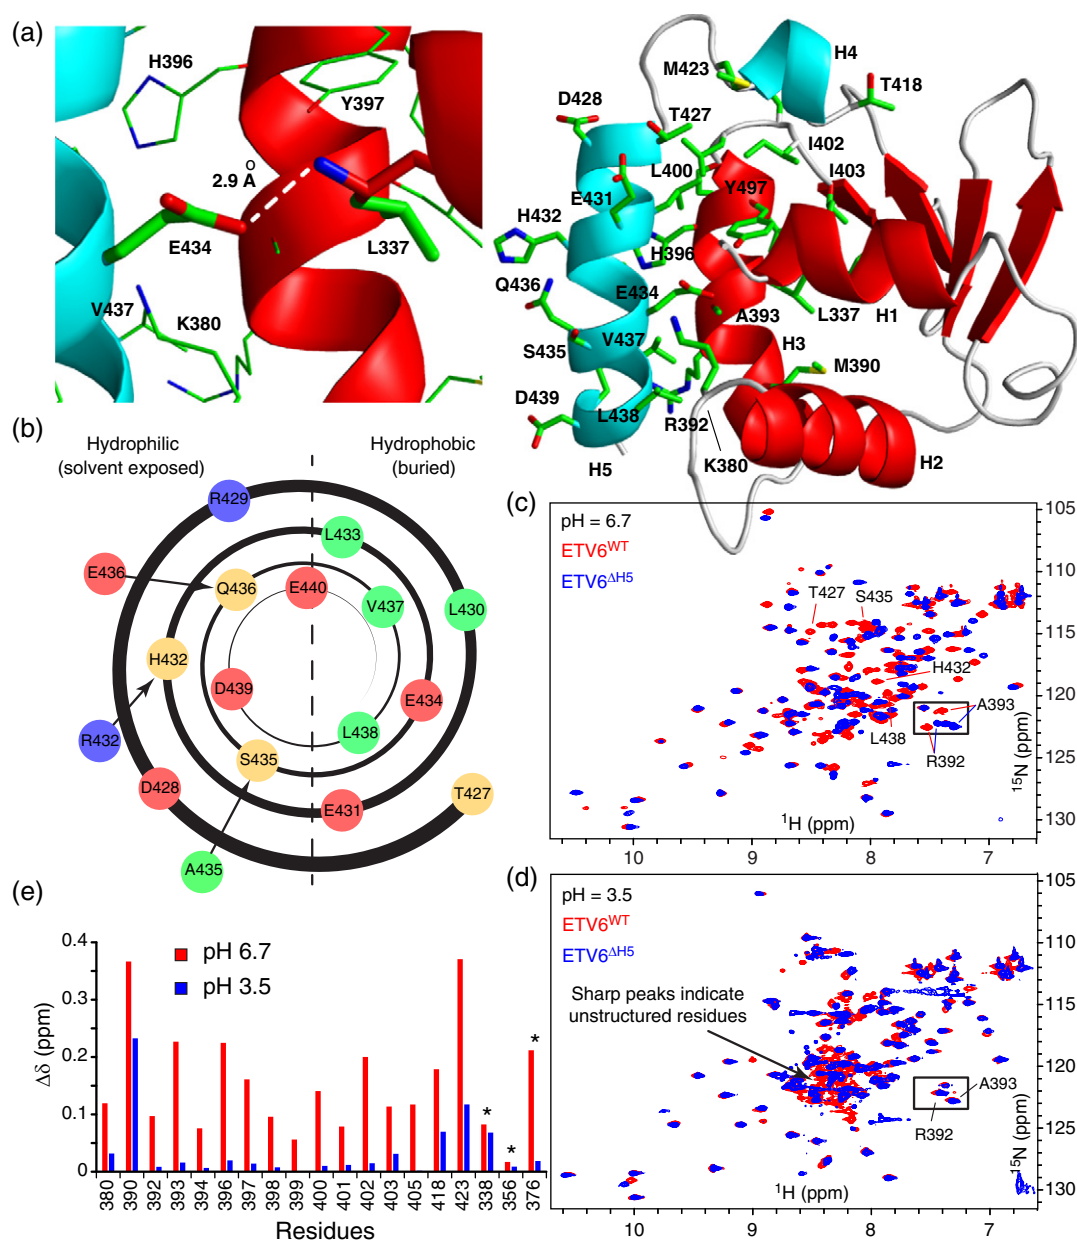 (a)
H396
Y397
2.9 Å
E434
L337
V437
K380
H4
M423
T418
D428
T427
I402
L400
I403
E431
Y497
H432
H396
Q436
E434
A393
L337
H1
S435
V437
H3
M390
D439
L438
R392
K380
H2
H5
(b)
Hydrophilic
(solvent exposed)
Hydrophobic
(buried)
R429
L433
E436
Q436
E440
V437
L430
H432
D439
E434
R432
L438
S435
D428
E431
T427
A435
(c)
pH = 6.7
ETV6WT
ETV6ΔH5
T427
S435
H432
A393
L438
R392
105
110
115
120
125
130
15N (ppm)
1H (ppm)
10
9
8
7
(d)
pH = 3.5
ETV6WT
ETV6ΔH5
Sharp peaks indicate
unstructured residues
A393
R392
105
110
115
120
125
130
15N (ppm)
1H (ppm)
10
9
8
7
(e)
pH 6.7
pH 3.5
0.4
0.3
0.2
0.1
0
Δδ (ppm)
* * *
380 390 392 393 394 396 397 398 399 400 401 402 403 405 418 423 338 356 376
Residues